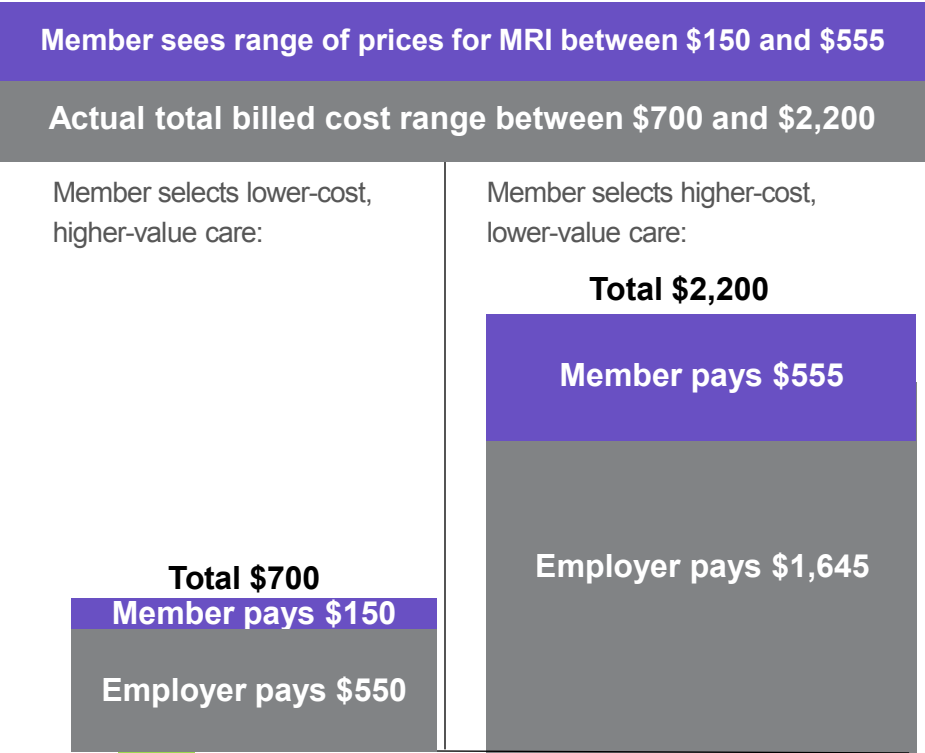 Member sees range of prices for MRI between $150 and $555
Actual total billed cost range between $700 and $2,200
Member selects lower-cost,
higher-value care:
Total $700
Member pays $150
Employer pays $550
Member selects higher-cost,
lower-value care:
Total $2,200
Member pays $555
Employer pays $1,645